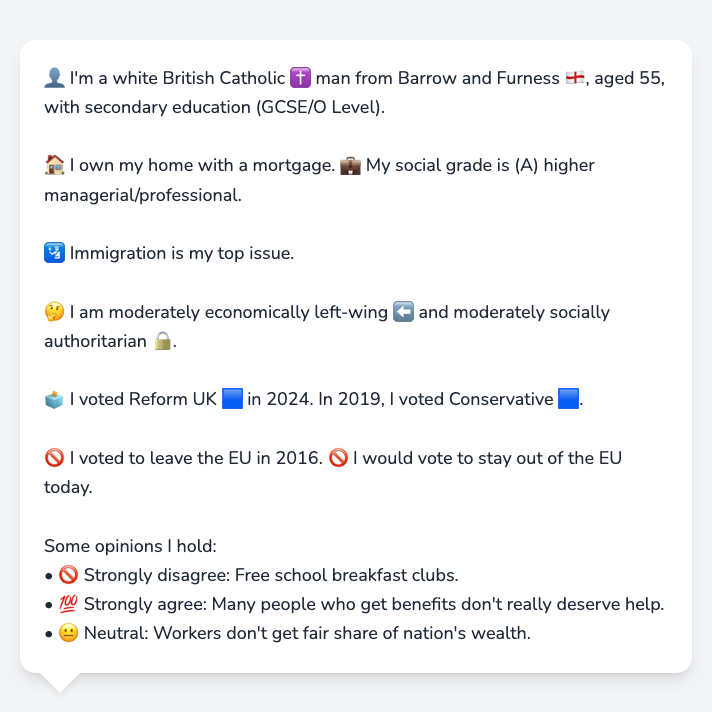 👤 I'm a white British Catholic ✝️ man from Barrow and Furness 🏴󠁧󠁢󠁥󠁮󠁧󠁿, aged 55,
with secondary education (GCSE/O Level).
🏠 I own my home with a mortgage. 💼 My social grade is (A) higher
managerial/professional.
🛂 Immigration is my top issue.
🤔 I am moderately economically left-wing ⬅️ and moderately socially
authoritarian 🔒.
🗳️ I voted Reform UK 🟦 in 2024. In 2019, I voted Conservative 🟦.
🚫 I voted to leave the EU in 2016. 🚫 I would vote to stay out of the EU
today.
Some opinions I hold:
• 🚫 Strongly disagree: Free school breakfast clubs.
• 💯 Strongly agree: Many people who get benefits don't really deserve help.
• 😐 Neutral: Workers don't get fair share of nation's wealth.